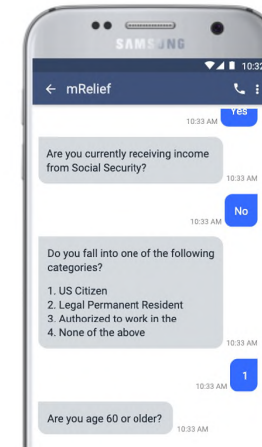 SAMSUNG
10:32
← mRelief
Yes
10:33 AM
Are you currently receiving income
from Social Security?
10:33 AM
No
10:33 AM
Do you fall into one of the following
categories?
1. US Citizen
2. Legal Permanent Resident
3. Authorized to work in the
4. None of the above
10:33 AM
1
10:33 AM
Are you age 60 or older?
10:33 AM